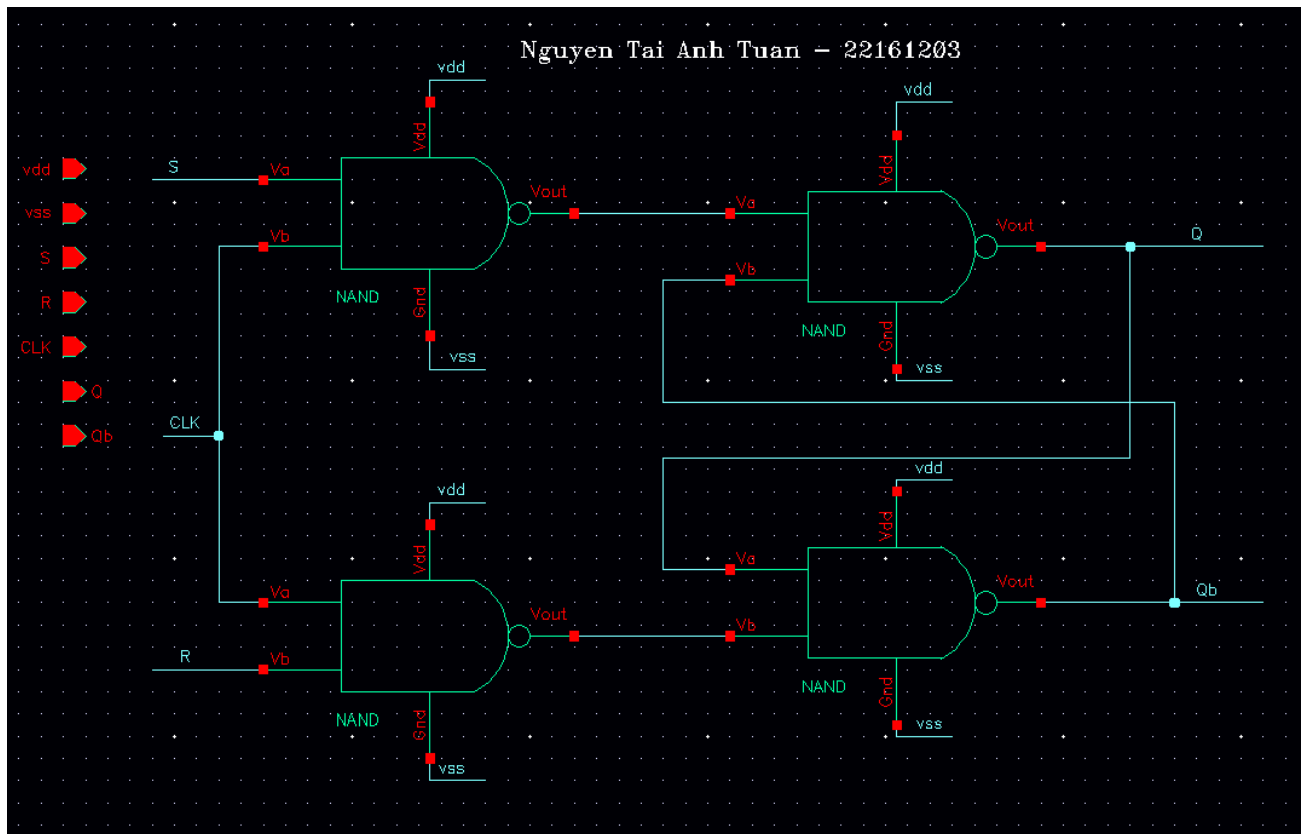 Nguyen Tai Anh Tuan - 22161203
vdd
vdd
Vdd
Vdd
vdd
S
Va
Vout
Va
Vout
Q
vss
Vb
Vb
S
NAND
Gnd
NAND
Gnd
R
vss
vss
CLK
Q
CLK
Qb
vdd
vdd
Vdd
Vdd
Va
Va
Vout
Qb
Vout
Vb
R
Vb
NAND
Gnd
NAND
Gnd
vss
vss